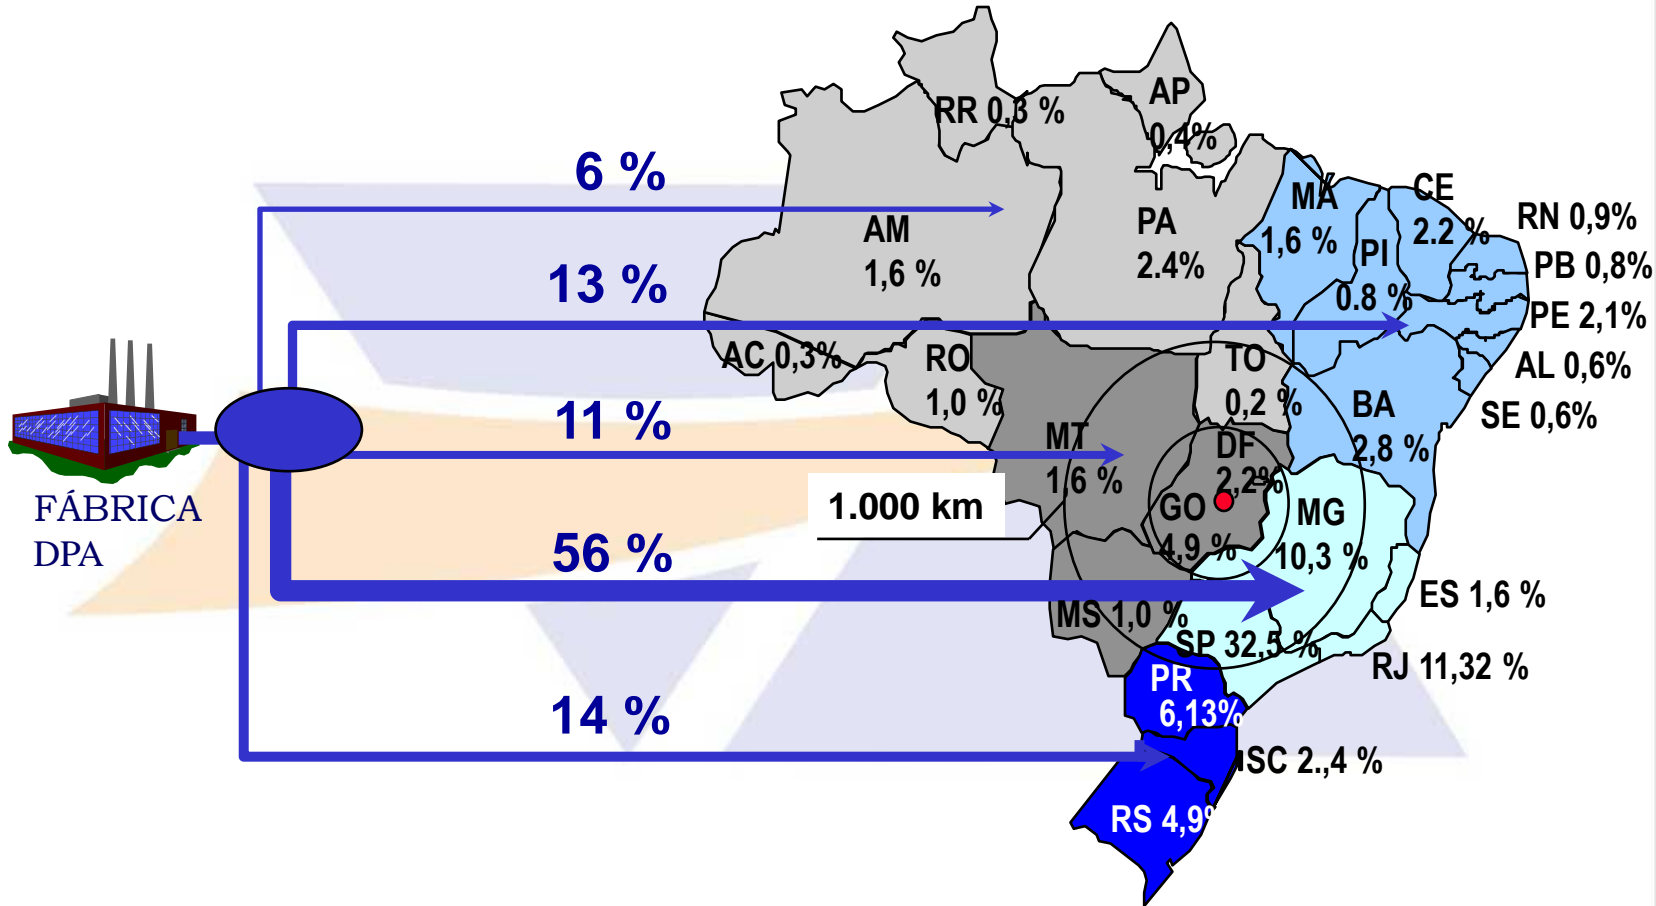 6 %
13 %
11 %
56 %
14 %
FÁBRICA
DPA
1.000 km
RR 0,3 %
AP
0,4%
AM
1,6 %
PA
2.4%
MÁ
1,6 %
CE
2.2 %
PI
0.8 %
RN 0,9%
PB 0,8%
PE 2,1%
AL 0,6%
SE 0,6%
AC 0,3%
RO
1,0 %
TO
0,2 %
BA
2,8 %
MT
1,6 %
DF
2,2%
GO
4,9 %
MG
10,3 %
ES 1,6 %
MS 1,0 %
SP 32,5 %
RJ 11,32 %
PR
6,13%
SC 2.,4 %
RS 4,9%